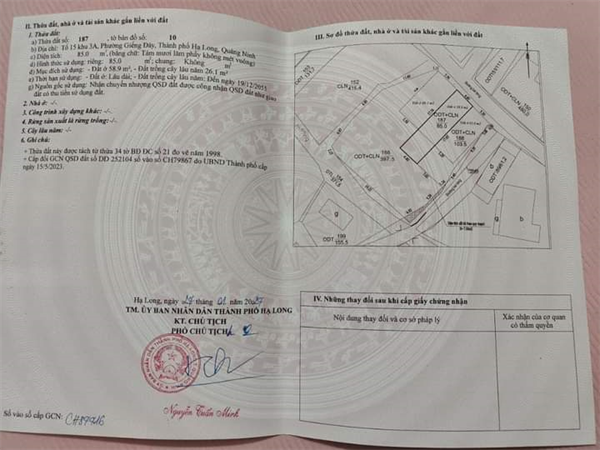 II. Thửa đất, nhà ở và tài sản khác gắn liền với đất
1. Thửa đất:
a) Thửa đất số: 187, tờ bản đồ số: 10
b) Địa chỉ: Tổ 15 khu 3A, Phường Giếng Đáy, Thành phố Hạ Long, Quảng Ninh
c) Diện tích: 85.0 m², (bằng chữ: Tám mươi lăm phẩy không mét vuông)
d) Hình thức sử dụng: riêng: 85.0 m²; chung: Không m²
đ) Mục đích sử dụng: - Đất ở 58.9 m²; - Đất trồng cây lâu năm 26.1 m²
e) Thời hạn sử dụng: - Đất ở: Lâu dài; - Đất trồng cây lâu năm: Đến ngày 19/12/2051
g) Nguồn gốc sử dụng: Nhận chuyển nhượng QSD đất được công nhận QSD đất như giao đất có thu tiền sử dụng đất.
2. Nhà ở: -/-
3. Công trình xây dựng khác: -/-
4. Rừng sản xuất là rừng trồng: -/-
5. Cây lâu năm: -/-
6. Ghi chú:
+ Thửa đất này được tách từ thửa 34 tờ BĐ ĐC số 21 đo vẽ năm 1998.
- Cấp đổi GCN QSD đất số DD 252104 số vào sổ CH79867 do UBND Thành phố cấp ngày 15/5/2023.
Hạ Long, ngày tháng 01 năm
TM. ỦY BAN NHÂN DÂN THÀNH PHỐ HẠ LONG
KT. CHỦ TỊCH
PHÓ CHỦ TỊCH
Nguyễn Tuấn Minh
Số vào sổ cấp GCN:
III. Sơ đồ thửa đất, nhà ở và tài sản khác gắn liền với đất
152
CLN
ODT+CLN
187
85.0
ODT+CLN
188
103.5
ODT+CLN
186
367.5
ODT
199
155.5
g
b
g
IV. Những thay đổi sau khi cấp giấy chứng nhận
Nội dung thay đổi và cơ sở pháp lý
Xác nhận của cơ quan
có thẩm quyền